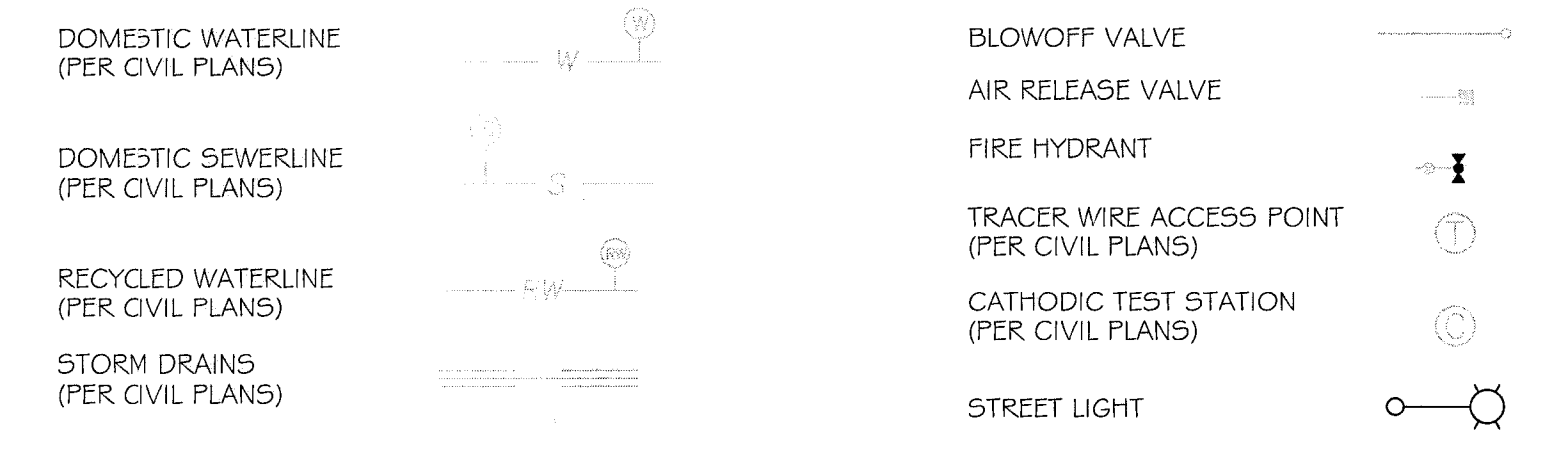 DOMESTIC WATERLINE
(PER CIVIL PLANS)
W
W
DOMESTIC SEWERLINE
(PER CIVIL PLANS)
S
RECYCLED WATERLINE
(PER CIVIL PLANS)
RW
RW
STORM DRAINS
(PER CIVIL PLANS)
BLOWOFF VALVE
AIR RELEASE VALVE
FIRE HYDRANT
TRACER WIRE ACCESS POINT
(PER CIVIL PLANS)
T
CATHODIC TEST STATION
(PER CIVIL PLANS)
C
STREET LIGHT